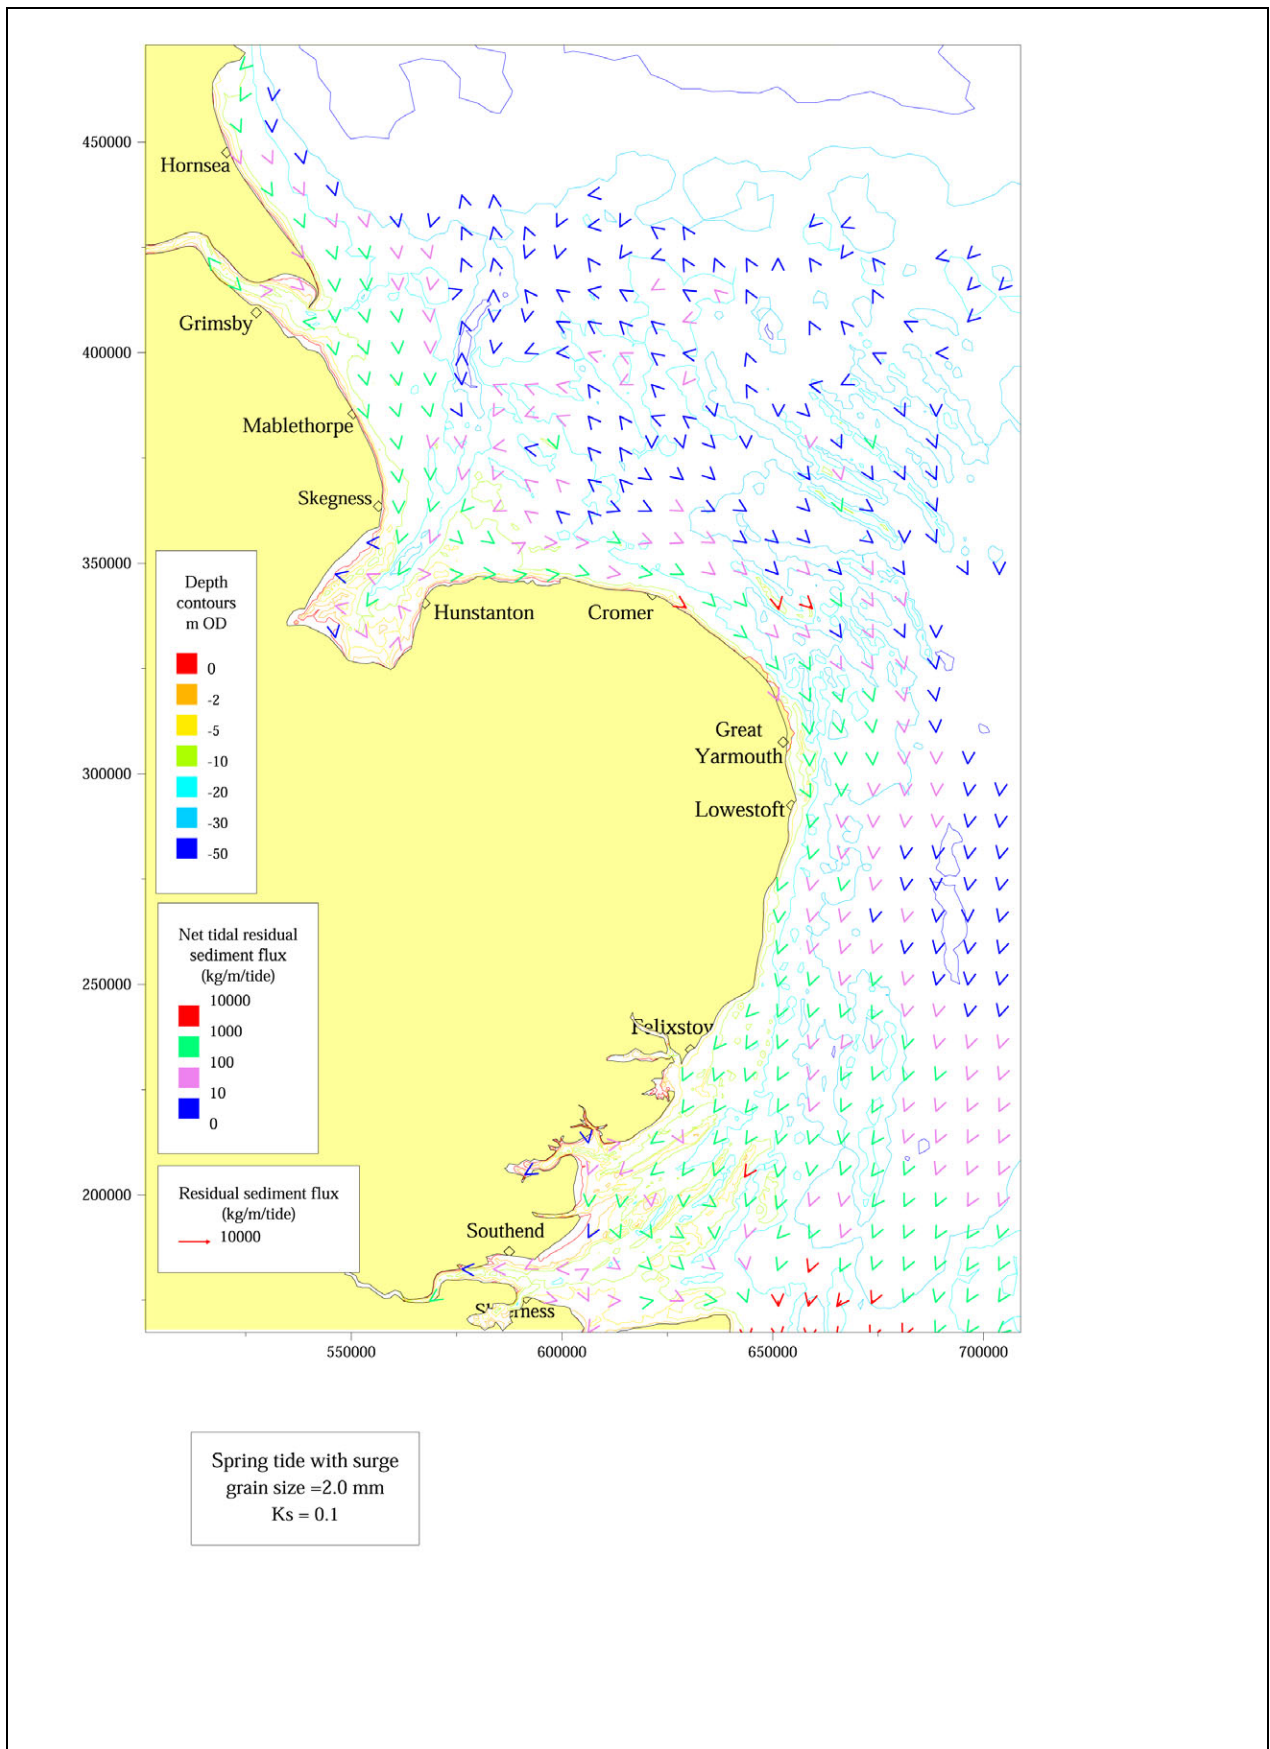 450000
Hornsea
Grimsby
400000
Mablethorpe
Skegness
350000
Hunstanton
Cromer
Depth
contours
m OD
0
-2
-5
-10
-20
-30
-50
Great
Yarmouth
300000
Lowestoft
Net tidal residual
sediment flux
(kg/m/tide)
10000
1000
100
10
0
250000
Felixstov
200000
Residual sediment flux
(kg/m/tide)
10000
Southend
550000
600000
650000
700000
Spring tide with surge
grain size =2.0 mm
Ks = 0.1